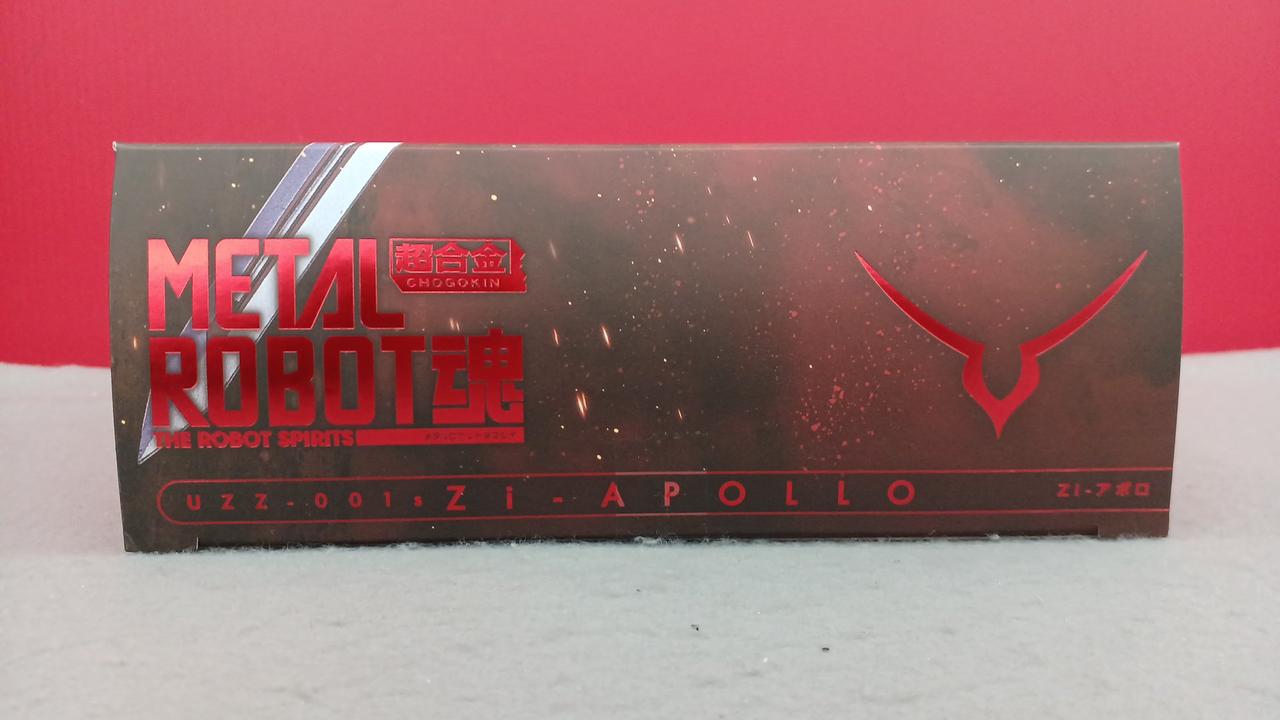 METAL 超合金
CHOGOKIN
ROBOT魂
THE ROBOT SPIRITS
UZZ-001s Zi-APOLLO ZI-アポロ